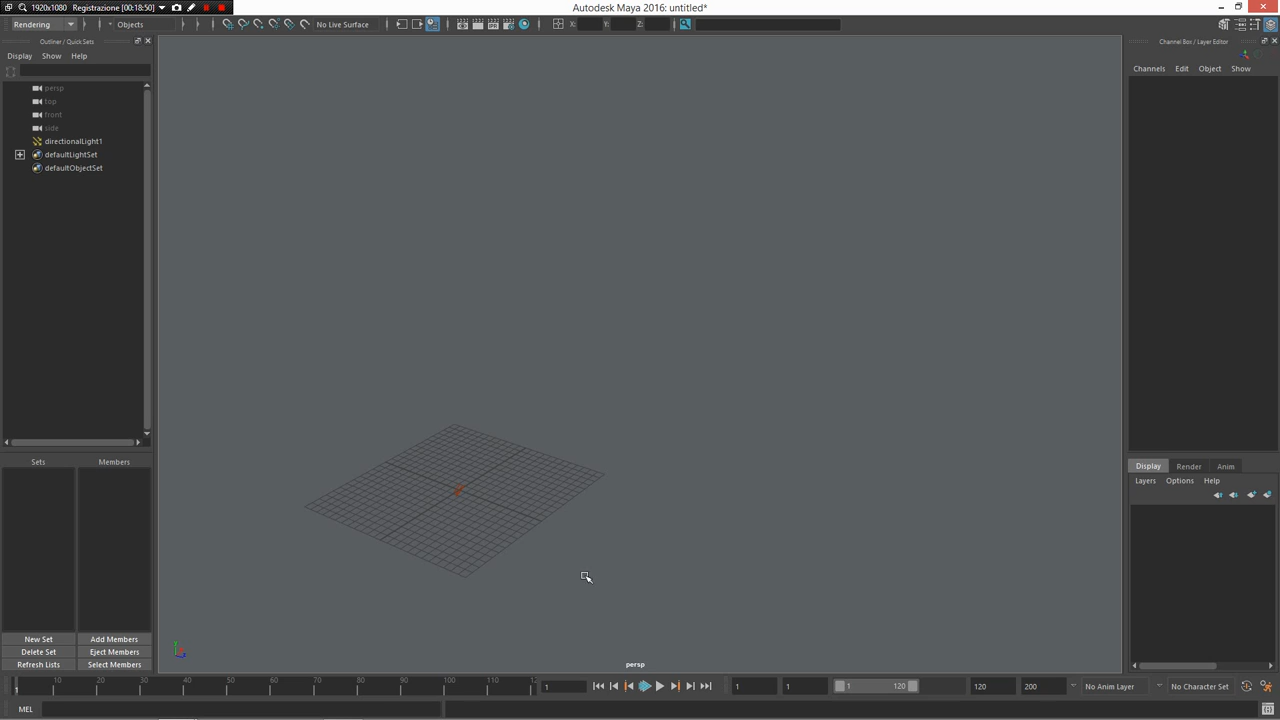 1920x1080 Registrazione [00:18:50]
Autodesk Maya 2016: untitled*
Rendering Objects No Live Surface X: Y: Z:
Outliner / Quick Sets
Display Show Help
persp
top
front
side
directionalLight1
defaultLightSet
defaultObjectSet
Sets Members
New Set Add Members
Delete Set Eject Members
Refresh Lists Select Members
persp
Channel Box / Layer Editor
Channels Edit Object Show
Display Render Anim
Layers Options Help
1 10 20 30 40 50 60 70 80 90 100 110 12
1 1 1 1 120 120 200 No Anim Layer No Character Set
MEL